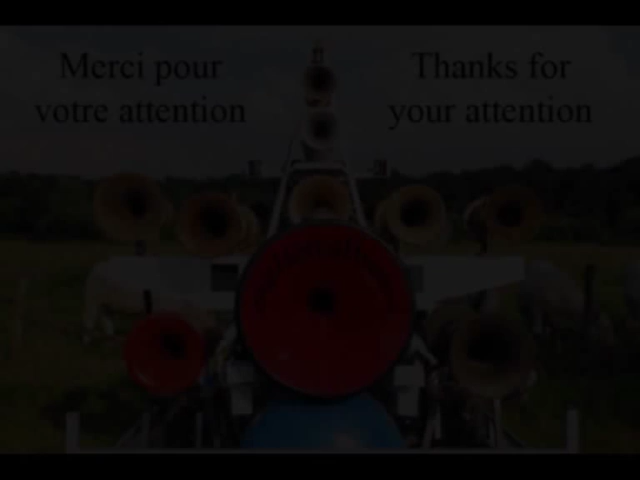 Merci pour
votre attention
Thanks for
your attention